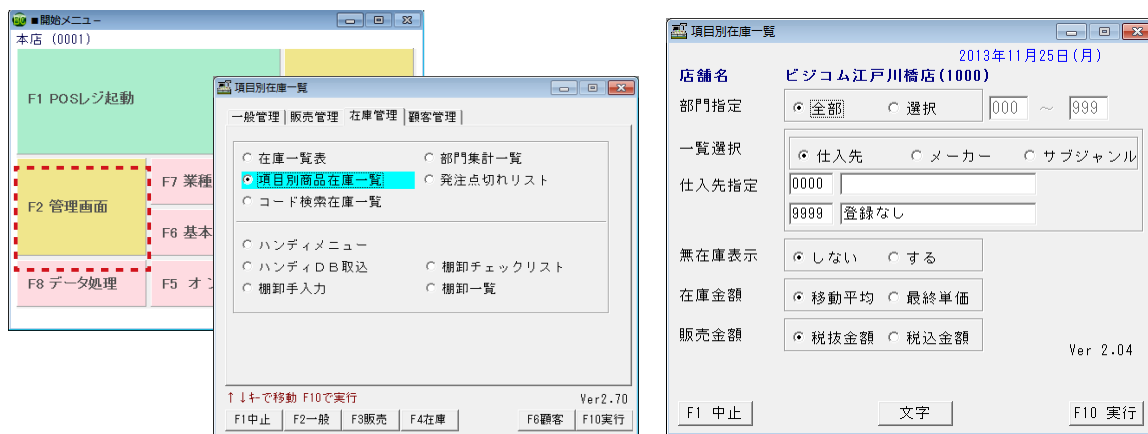 ■開始メニュー
本店 (0001)
F1 POSレジ起動
F2 管理画面
F7 業種
F6 基本
F8 データ処理
F5 オン
項目別在庫一覧
一般管理 販売管理 在庫管理 顧客管理
在庫一覧表 部門集計一覧
項目別商品在庫一覧 発注点切れリスト
コード検索在庫一覧
ハンディメニュー
ハンディDB取込 棚卸チェックリスト
棚卸手入力 棚卸一覧
↑↓キーで移動 F10で実行 Ver2.70
F1中止 F2一般 F3販売 F4在庫 F6顧客 F10実行
項目別在庫一覧
2013年11月25日(月)
店舗名 ビジコム江戸川橋店(1000)
部門指定 全部 選択 000 ～ 999
一覧選択 仕入先 メーカー サブジャンル
仕入先指定 0000
9999 登録なし
無在庫表示 しない する
在庫金額 移動平均 最終単価
販売金額 税抜金額 税込金額
Ver 2.04
F1 中止 文字 F10 実行